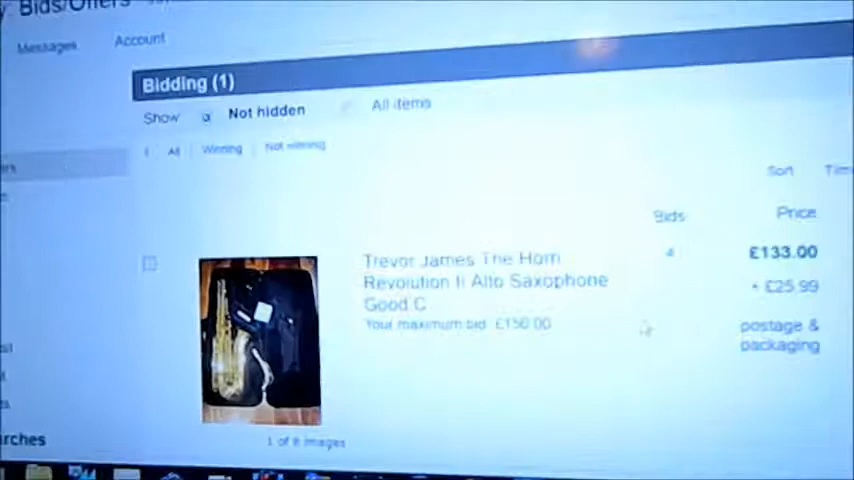 Bids/Offers
Messages Account
Bidding (1)
Show Not hidden All items
All Winning Not winning
Sort
Bids Price
Trevor James The Horn 4 £133.00
Revolution II Alto Saxophone + £25.99
Good C
Your maximum bid: £150.00 postage &
packaging
1 of 8 images